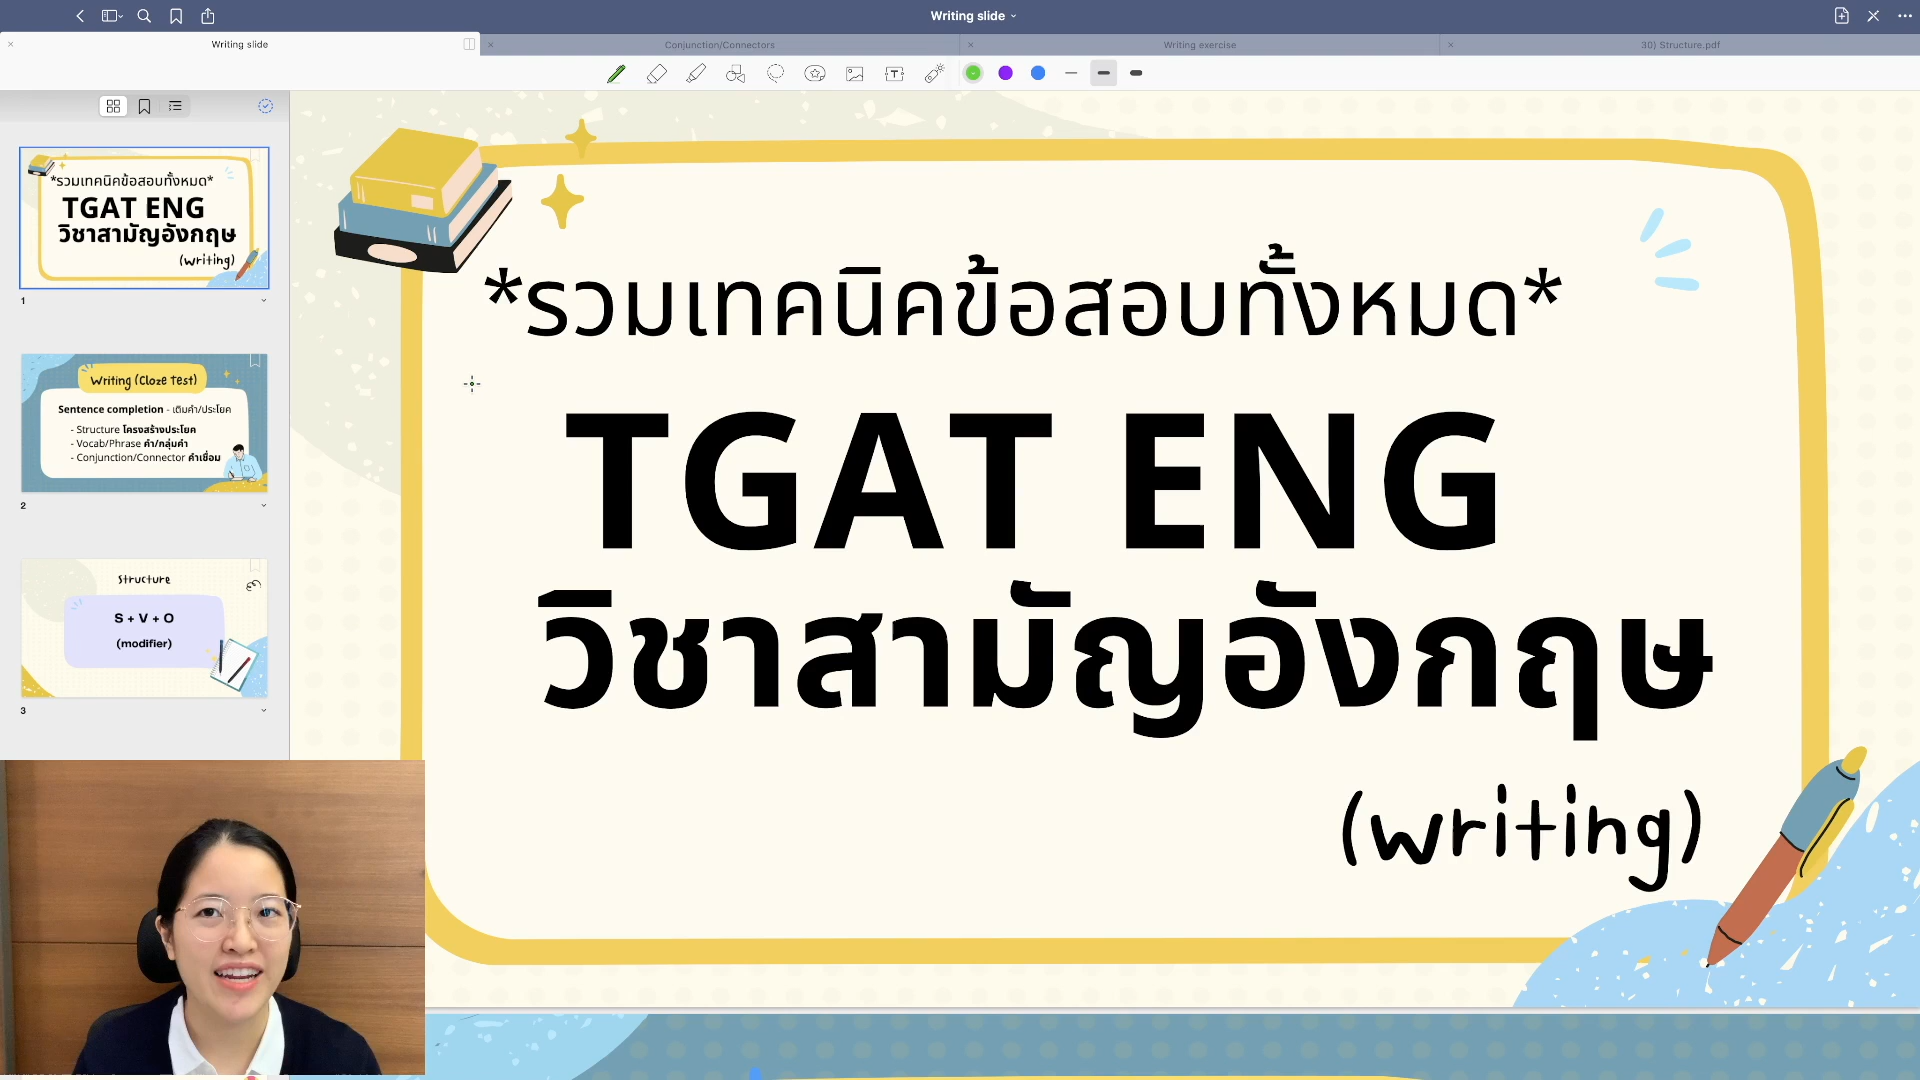 Writing slide
Writing slide
Conjunction/Connectors
Writing exercise
30) Structure.pdf
*รวมเทคนิคข้อสอบทั้งหมด*
TGAT ENG
วิชาสามัญอังกฤษ
(writing)
1
Writing (Cloze Test)
Sentence completion - เติมคำ/ประโยค
- Structure โครงสร้างประโยค
- Vocab/Phrase คำ/กลุ่มคำ
- Conjunction/Connector คำเชื่อม
2
Structure
S + V + O
(modifier)
3
*รวมเทคนิคข้อสอบทั้งหมด*
TGAT ENG
วิชาสามัญอังกฤษ
(writing)